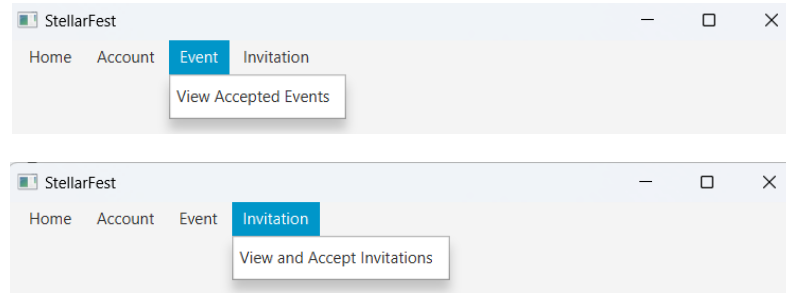 StellarFest
Home Account Event Invitation
View Accepted Events
StellarFest
Home Account Event Invitation
View and Accept Invitations